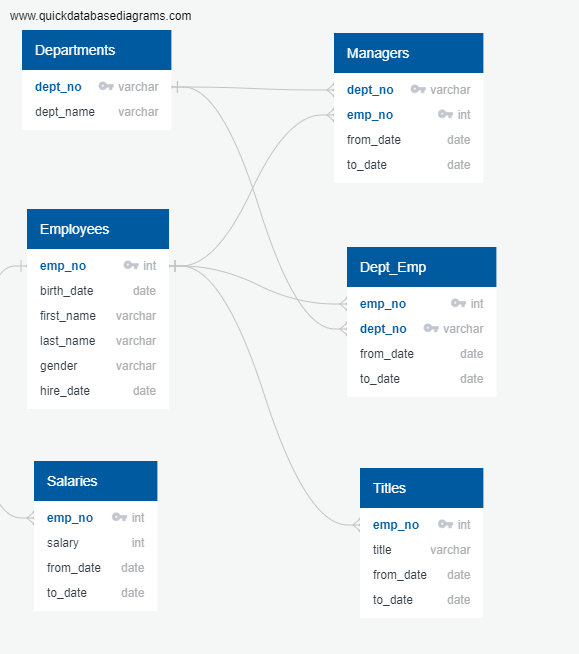 www.quickdatabasediagrams.com
Departments
dept_no varchar
dept_name varchar
Managers
dept_no varchar
emp_no int
from_date date
to_date date
Employees
emp_no int
birth_date date
first_name varchar
last_name varchar
gender varchar
hire_date date
Dept_Emp
emp_no int
dept_no varchar
from_date date
to_date date
Salaries
emp_no int
salary int
from_date date
to_date date
Titles
emp_no int
title varchar
from_date date
to_date date